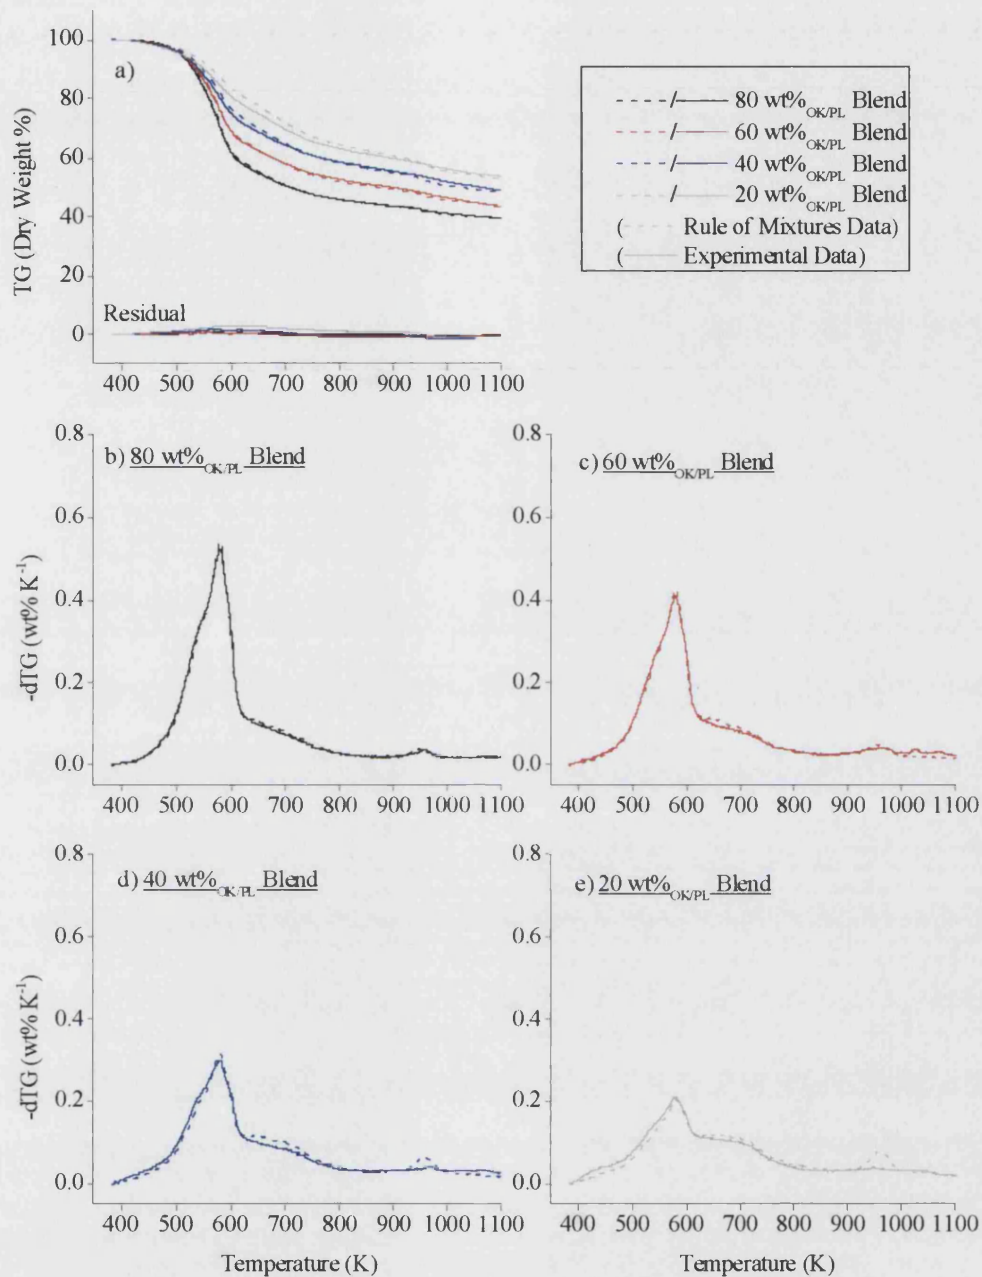 100
80
60
40
20
0
TG (Dry Weight %)
a)
Residual
400 500 600 700 800 900 1000 1100
80 wt%OK/PL Blend
60 wt%OK/PL Blend
40 wt%OK/PL Blend
20 wt%OK/PL Blend
( Rule of Mixtures Data)
( Experimental Data)
0.8
0.6
0.4
0.2
0.0
-dTG (wt% K-1)
b) 80 wt%OK/PL Blend
400 500 600 700 800 900 1000 1100
0.8
0.6
0.4
0.2
0.0
c) 60 wt%OK/PL Blend
400 500 600 700 800 900 1000 1100
0.8
0.6
0.4
0.2
0.0
-dTG (wt% K-1)
d) 40 wt%OK/PL Blend
400 500 600 700 800 900 1000 1100
Temperature (K)
0.8
0.6
0.4
0.2
0.0
e) 20 wt%OK/PL Blend
400 500 600 700 800 900 1000 1100
Temperature (K)